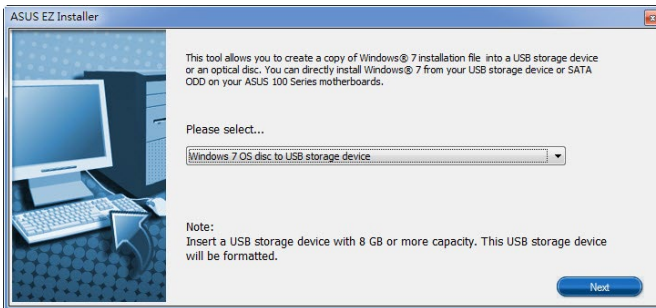 ASUS EZ Installer
This tool allows you to create a copy of Windows® 7 installation file into a USB storage device
or an optical disc. You can directly install Windows® 7 from your USB storage device or SATA
ODD on your ASUS 100 Series motherboards.
Please select...
Windows 7 OS disc to USB storage device
Note:
Insert a USB storage device with 8 GB or more capacity. This USB storage device
will be formatted.
Next